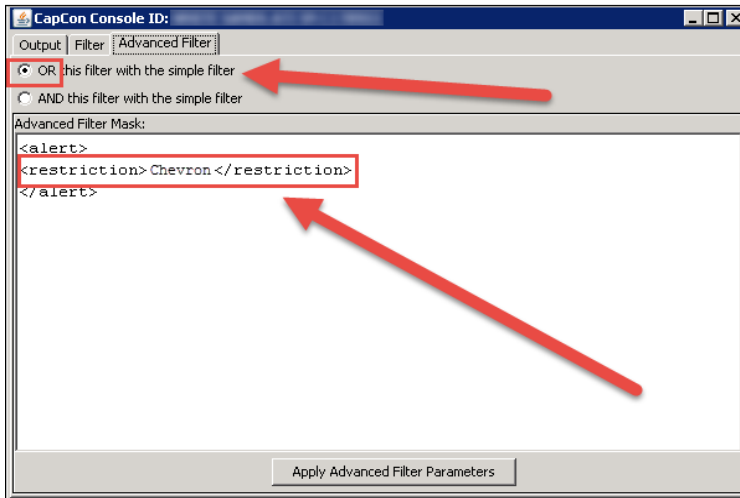 CapCon Console ID:
Output Filter Advanced Filter
OR this filter with the simple filter
AND this filter with the simple filter
Advanced Filter Mask:
<alert>
<restriction>Chevron</restriction>
</alert>
Apply Advanced Filter Parameters